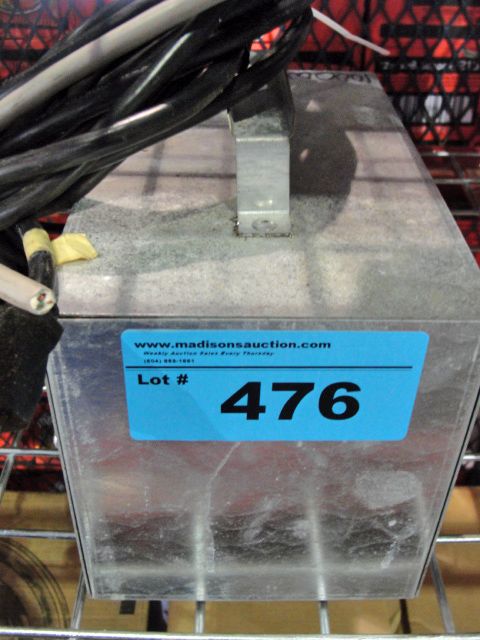 www.madisonsauction.com
Weekly Auction Sales Every Thursday
Lot #
476